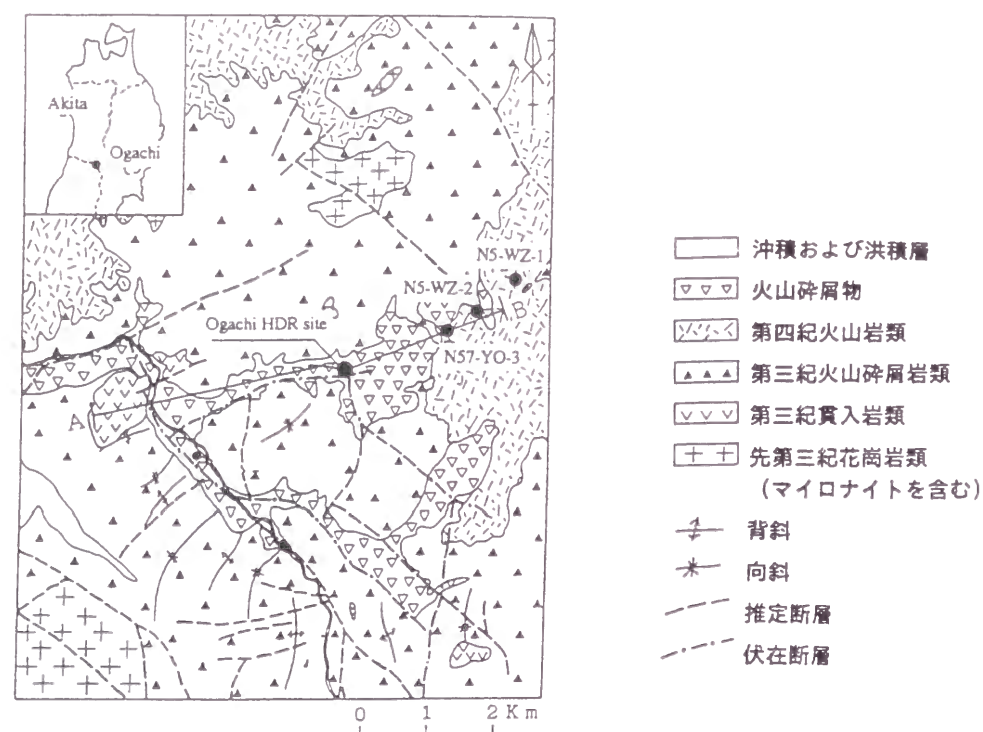 Akita
Ogachi
N5-WZ-1
N5-WZ-2
B
Ogachi HDR site
N57-YO-3
A
0 1 2 Km
沖積および洪積層
火山砕屑物
第四紀火山岩類
第三紀火山砕屑岩類
第三紀貫入岩類
先第三紀花崗岩類
(マイロナイトを含む)
背斜
向斜
推定断層
伏在断層